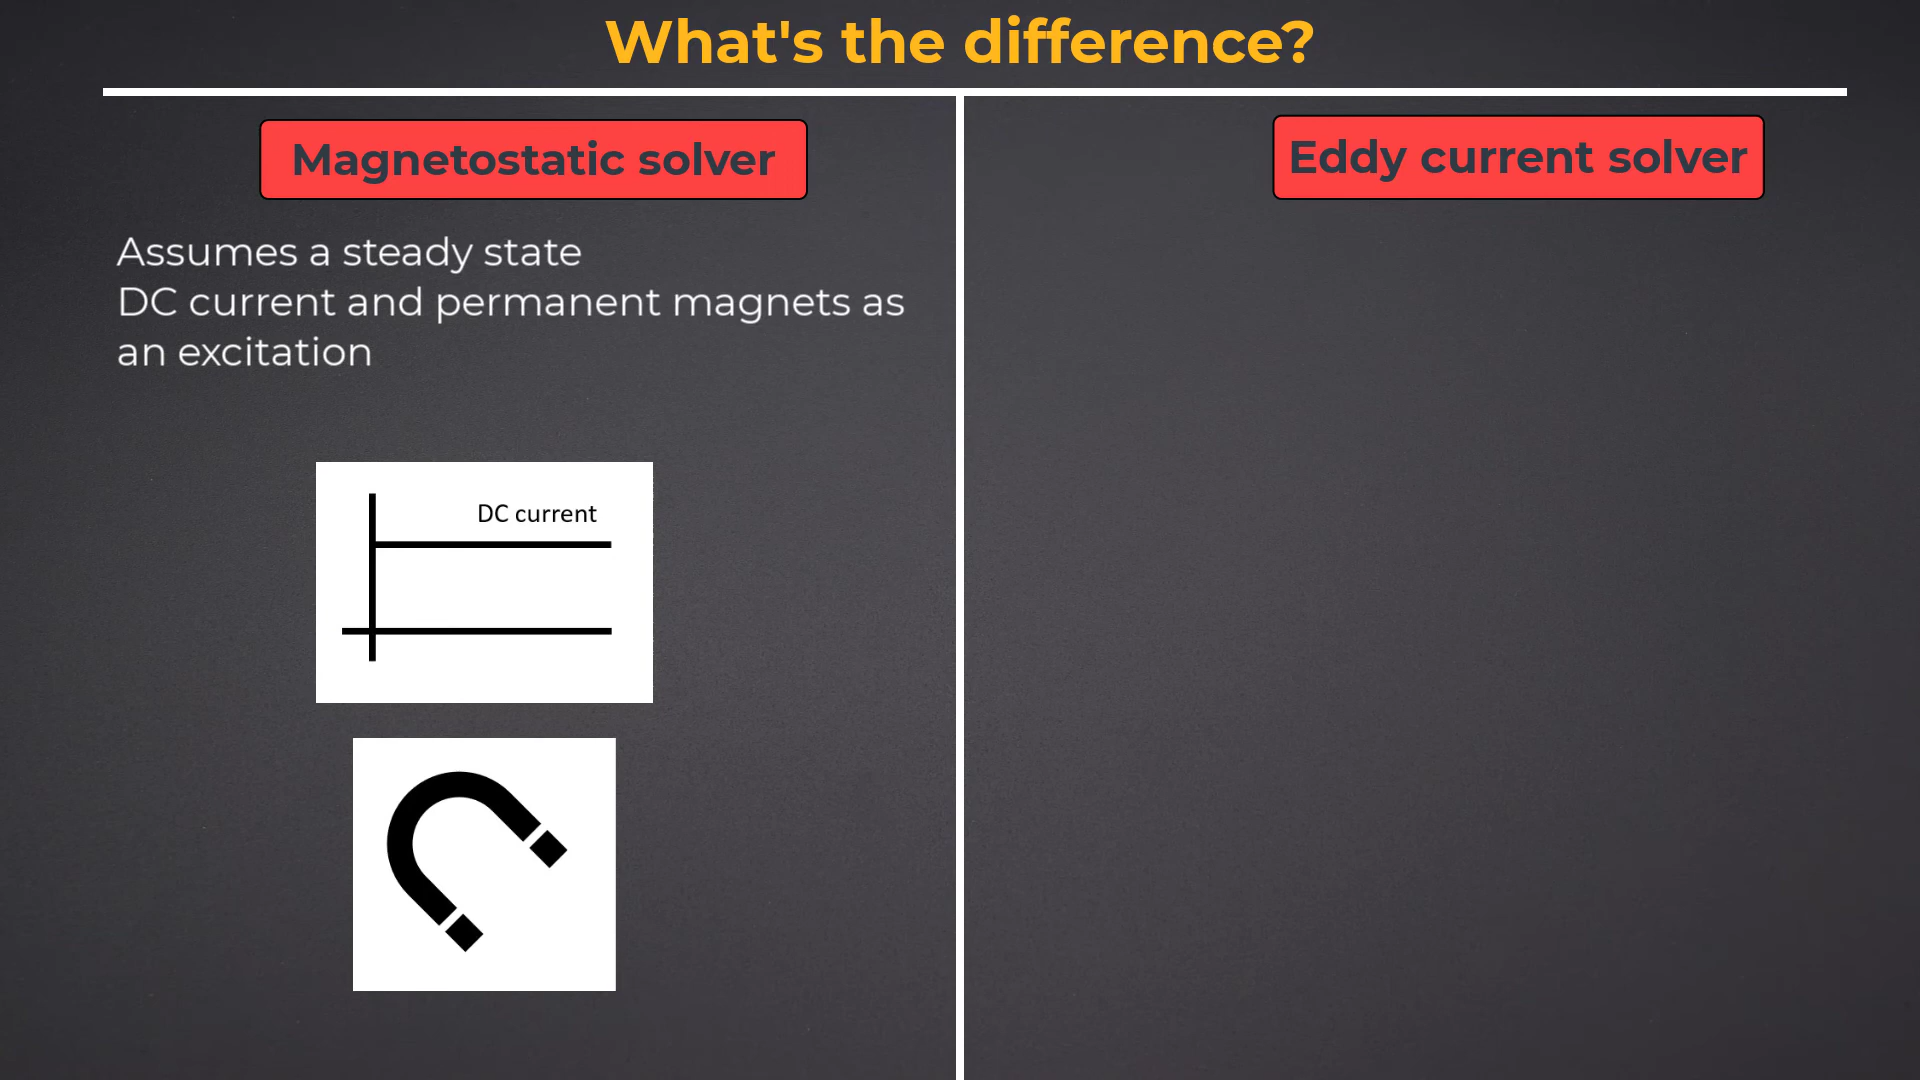 What's the difference?
Magnetostatic solver
Eddy current solver
Assumes a steady state
DC current and permanent magnets as
an excitation
DC current